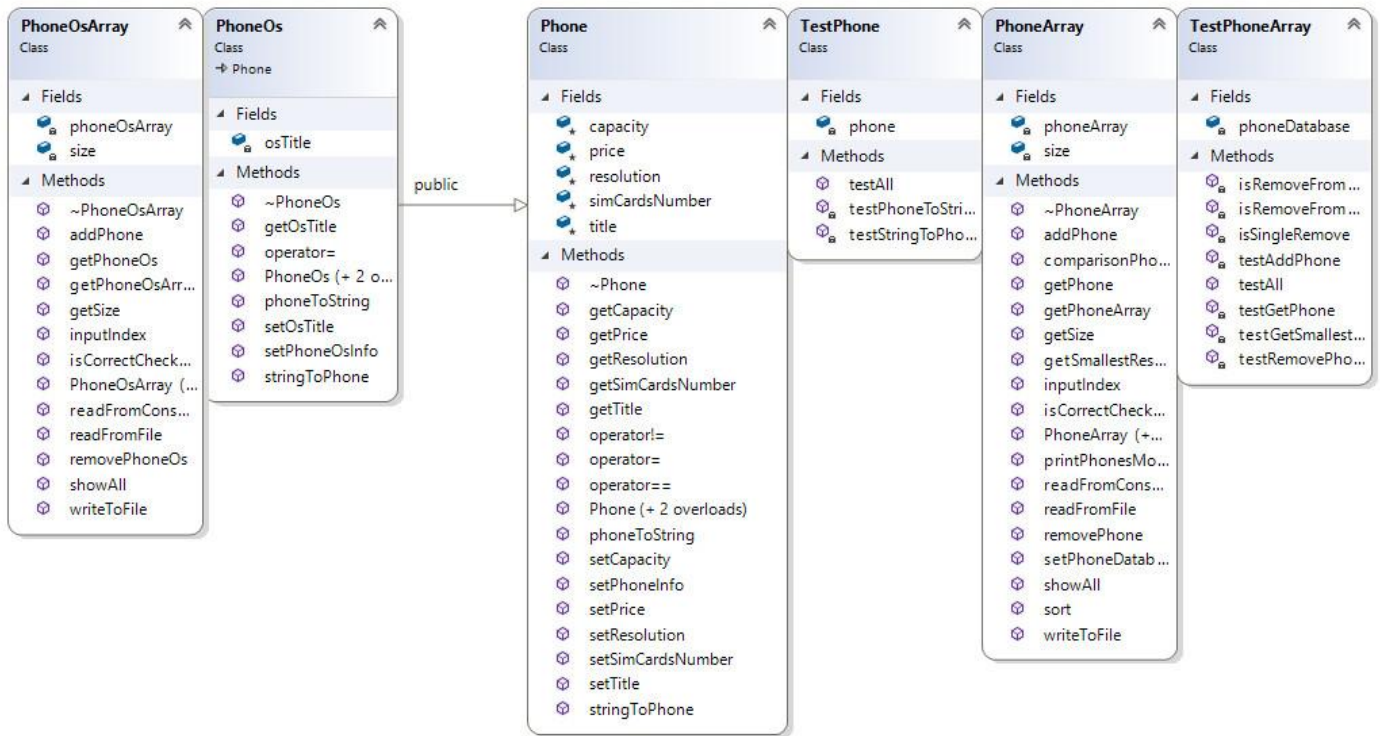 PhoneOsArray
Class
Fields
phoneOsArray
size
Methods
~PhoneOsArray
addPhone
getPhoneOs
getPhoneOsArr...
getSize
inputIndex
isCorrectCheck...
PhoneOsArray (...
readFromCons...
readFromFile
removePhoneOs
showAll
writeToFile
PhoneOs
Class
Phone
Fields
osTitle
Methods
~PhoneOs
getOsTitle
operator=
PhoneOs (+ 2 o...
phoneToString
setOsTitle
setPhoneOsInfo
stringToPhone
public
Phone
Class
Fields
capacity
price
resolution
simCardsNumber
title
Methods
~Phone
getCapacity
getPrice
getResolution
getSimCardsNumber
getTitle
operator!=
operator=
operator==
Phone (+ 2 overloads)
phoneToString
setCapacity
setPhoneInfo
setPrice
setResolution
setSimCardsNumber
setTitle
stringToPhone
TestPhone
Class
Fields
phone
Methods
testAll
testPhoneToStri...
testStringToPho...
PhoneArray
Class
Fields
phoneArray
size
Methods
~PhoneArray
addPhone
comparisonPho...
getPhone
getPhoneArray
getSize
getSmallestRes...
inputIndex
isCorrectCheck...
PhoneArray (+...
printPhonesMo...
readFromCons...
readFromFile
removePhone
setPhoneDatab...
showAll
sort
writeToFile
TestPhoneArray
Class
Fields
phoneDatabase
Methods
isRemoveFrom...
isRemoveFrom...
isSingleRemove
testAddPhone
testAll
testGetPhone
testGetSmallest...
testRemovePho...